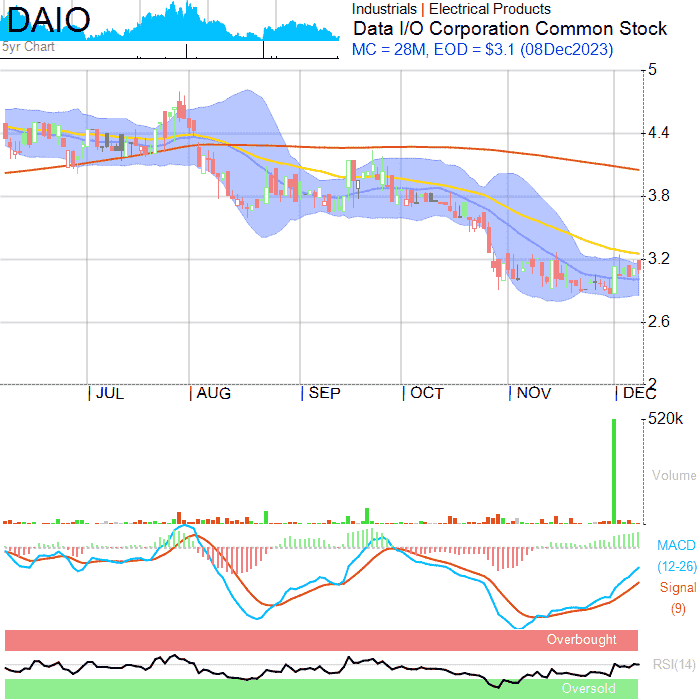 DAIO
5yr Chart
Industrials | Electrical Products
Data I/O Corporation Common Stock
MC = 28M, EOD = $3.1 (08Dec2023)
5
4.4
3.8
3.2
2.6
2
JUL AUG SEP OCT NOV DEC
520k
Volume
MACD
(12-26)
Signal
(9)
Overbought
RSI(14)
Oversold